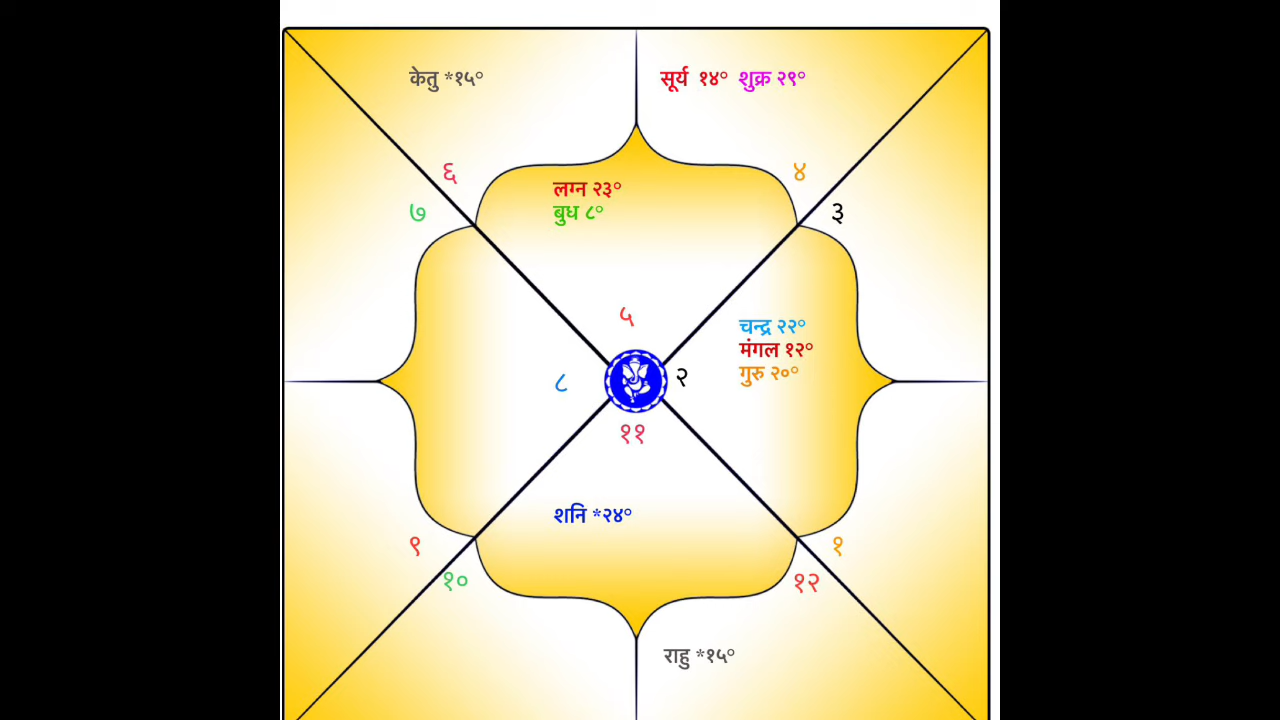 केतु *१५°
सूर्य १४° शुक्र २९°
६
४
लग्न २३°
बुध ८°
७
३
५
चन्द्र २२°
मंगल १२°
गुरु २०°
८
२
११
शनि *२४°
९
१
१०
१२
राहु *१५°